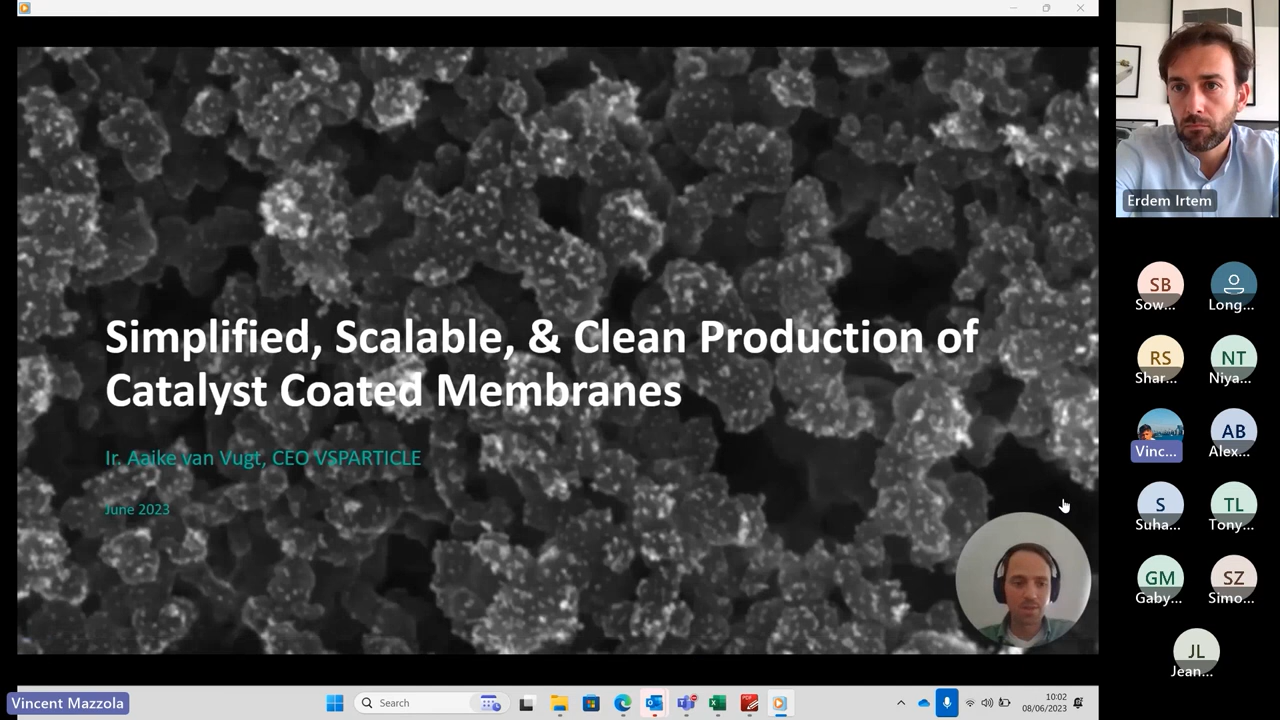 Simplified, Scalable, & Clean Production of
Catalyst Coated Membranes
Ir. Aaike van Vugt, CEO VSPARTICLE
June 2023
Erdem Irtem
SB
Sow...
Long...
RS
Shar...
NT
Niya...
Vinc...
AB
Alex...
S
Suha...
TL
Tony...
GM
Gaby...
SZ
Simo...
JL
Jean...
Vincent Mazzola
Search
10:02
08/06/2023